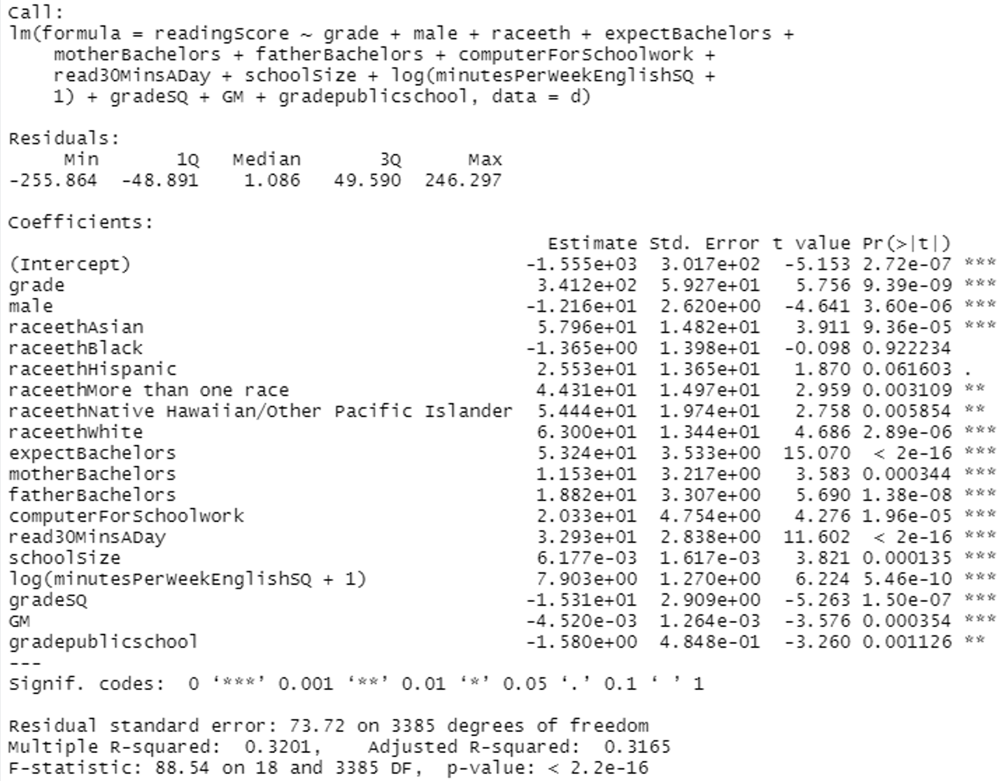 Call:
lm(formula = readingScore ~ grade + male + raceeth + expectBachelors +
    motherBachelors + fatherBachelors + computerForSchoolwork +
    read30MinsADay + schoolSize + log(minutesPerWeekEnglishSQ +
    1) + gradeSQ + GM + gradepublicschool, data = d)

Residuals:
     Min       1Q   Median       3Q      Max
-255.864  -48.891    1.086   49.590  246.297

Coefficients:
                                                Estimate Std. Error t value Pr(>|t|)
(Intercept)                                   -1.555e+03  3.017e+02  -5.153 2.72e-07 ***
grade                                          3.412e+02  5.927e+01   5.756 9.39e-09 ***
male                                          -1.216e+01  2.620e+00  -4.641 3.60e-06 ***
raceethAsian                                   5.796e+01  1.482e+01   3.911 9.36e-05 ***
raceethBlack                                  -1.365e+00  1.398e+01  -0.098 0.922234
raceethHispanic                                2.553e+01  1.365e+01   1.870 0.061603 .
raceethMore than one race                      4.431e+01  1.497e+01   2.959 0.003109 **
raceethNative Hawaiian/Other Pacific Islander  5.444e+01  1.974e+01   2.758 0.005854 **
raceethWhite                                   6.300e+01  1.344e+01   4.686 2.89e-06 ***
expectBachelors                                5.324e+01  3.533e+00  15.070  < 2e-16 ***
motherBachelors                                1.153e+01  3.217e+00   3.583 0.000344 ***
fatherBachelors                                1.882e+01  3.307e+00   5.690 1.38e-08 ***
computerForSchoolwork                          2.033e+01  4.754e+00   4.276 1.96e-05 ***
read30MinsADay                                 3.293e+01  2.838e+00  11.602  < 2e-16 ***
schoolSize                                     6.177e-03  1.617e-03   3.821 0.000135 ***
log(minutesPerWeekEnglishSQ + 1)               7.903e+00  1.270e+00   6.224 5.46e-10 ***
gradeSQ                                       -1.531e+01  2.909e+00  -5.263 1.50e-07 ***
GM                                            -4.520e-03  1.264e-03  -3.576 0.000354 ***
gradepublicschool                             -1.580e+00  4.848e-01  -3.260 0.001126 **
---
Signif. codes:  0 ‘***’ 0.001 ‘**’ 0.01 ‘*’ 0.05 ‘.’ 0.1 ‘ ’ 1

Residual standard error: 73.72 on 3385 degrees of freedom
Multiple R-squared:  0.3201,    Adjusted R-squared:  0.3165
F-statistic: 88.54 on 18 and 3385 DF,  p-value: < 2.2e-16